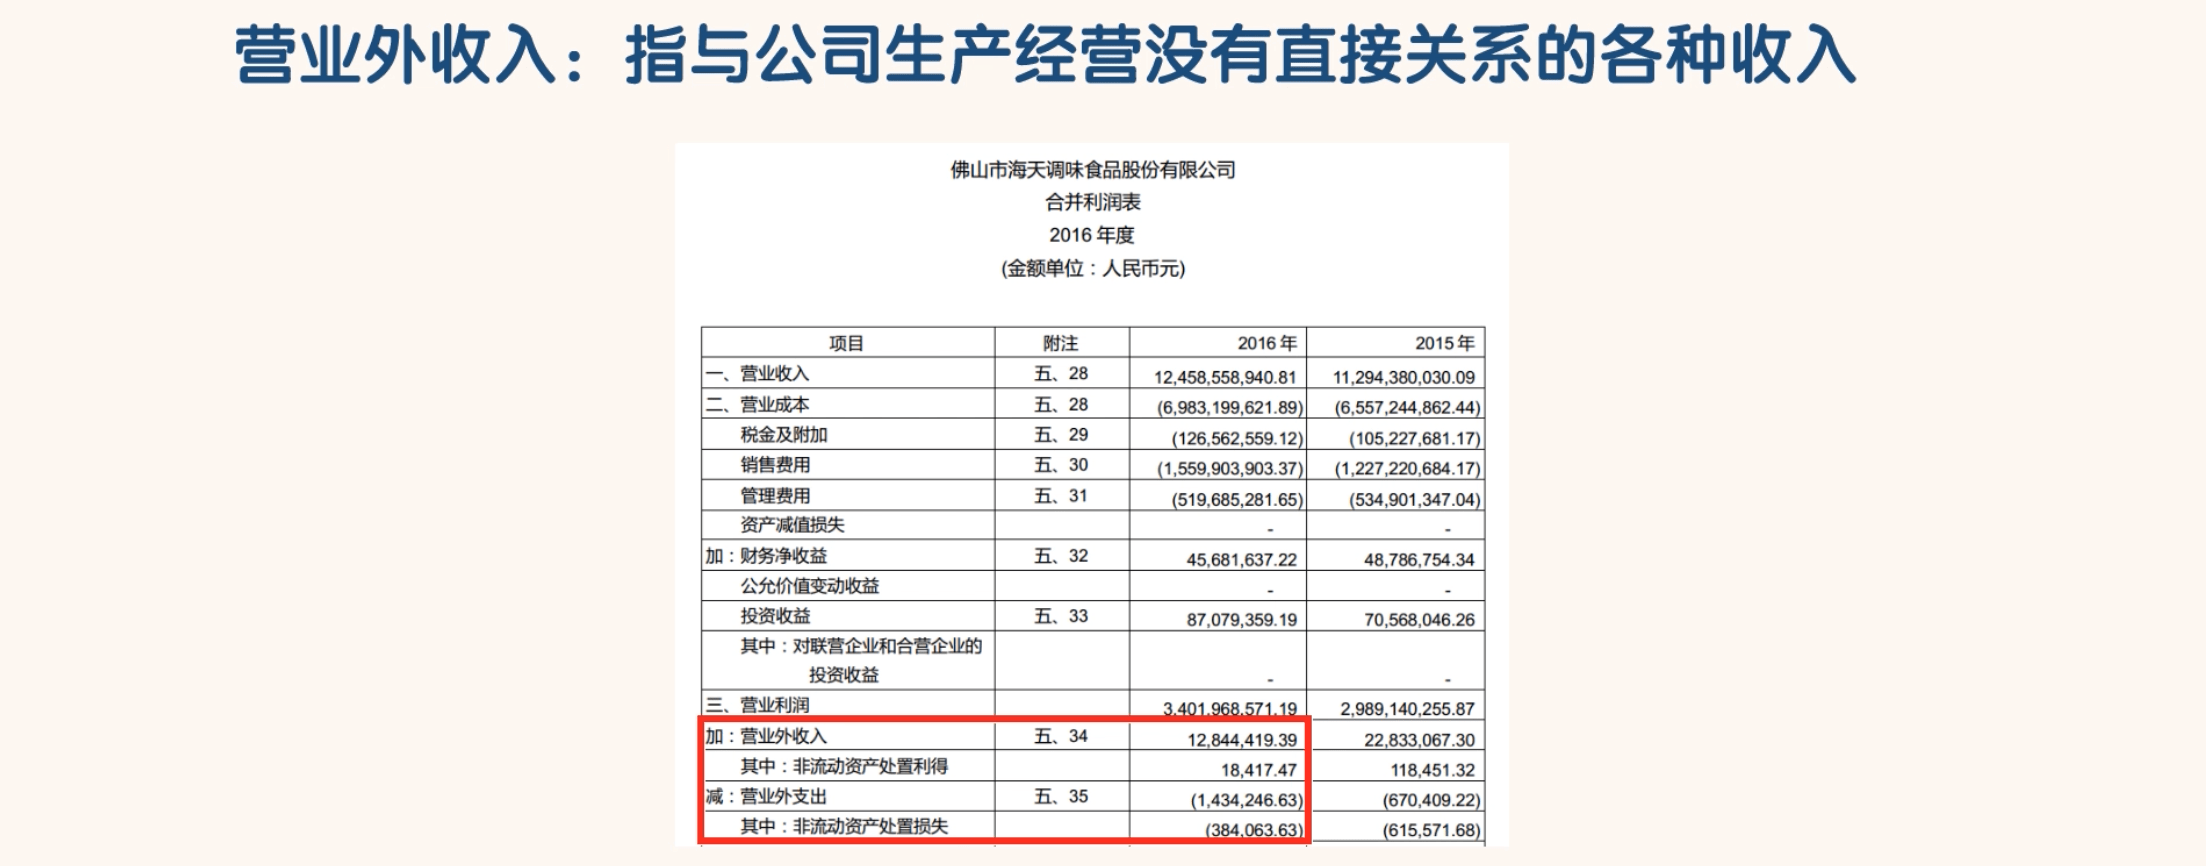 营业外收入：指与公司生产经营没有直接关系的各种收入
佛山市海天调味食品股份有限公司
合并利润表
2016 年度
(金额单位：人民币元)
项目 附注 2016 年 2015 年
一、营业收入 五、28 12,458,558,940.81 11,294,380,030.09
二、营业成本 五、28 (6,983,199,621.89) (6,557,244,862.44)
税金及附加 五、29 (126,562,559.12) (105,227,681.17)
销售费用 五、30 (1,559,903,903.37) (1,227,220,684.17)
管理费用 五、31 (519,685,281.65) (534,901,347.04)
资产减值损失 - -
加：财务净收益 五、32 45,681,637.22 48,786,754.34
公允价值变动收益 - -
投资收益 五、33 87,079,359.19 70,568,046.26
其中：对联营企业和合营企业的
投资收益 - -
三、营业利润 3,401,968,571.19 2,989,140,255.87
加：营业外收入 五、34 12,844,419.39 22,833,067.30
其中：非流动资产处置利得 18,417.47 118,451.32
减：营业外支出 五、35 (1,434,246.63) (670,409.22)
其中：非流动资产处置损失 (384,063.63) (615,571.68)